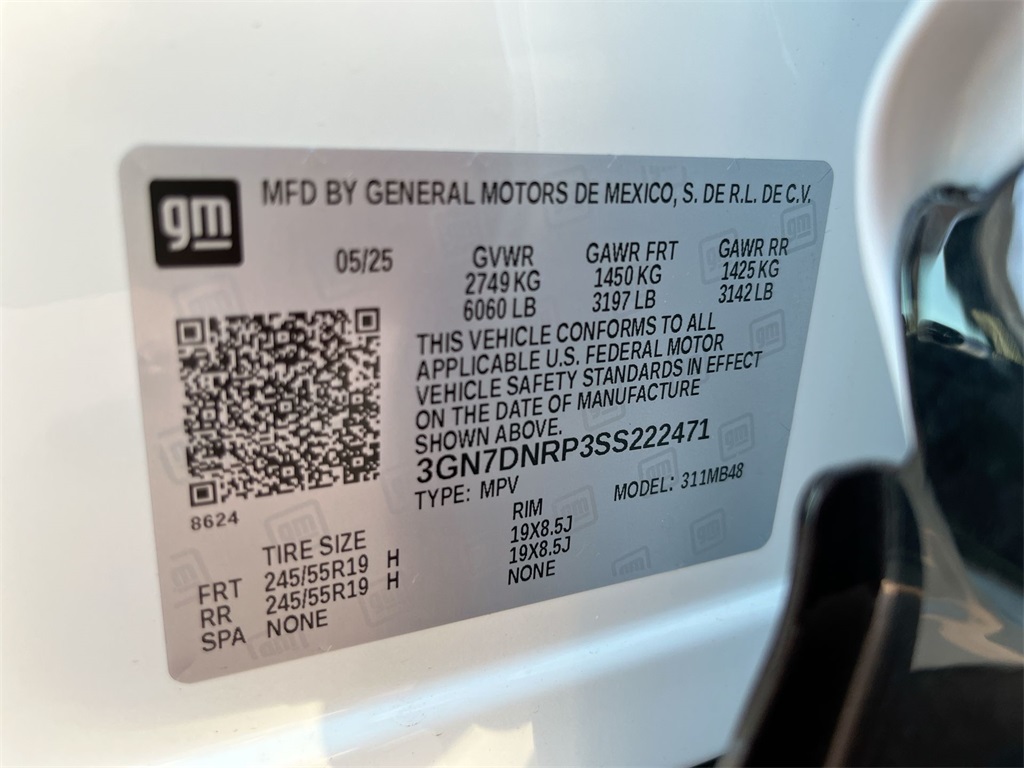 gm
MFD BY GENERAL MOTORS DE MEXICO, S. DE R.L. DE C.V.
05/25 GVWR GAWR FRT GAWR RR
2749 KG 1450 KG 1425 KG
6060 LB 3197 LB 3142 LB
THIS VEHICLE CONFORMS TO ALL
APPLICABLE U.S. FEDERAL MOTOR
VEHICLE SAFETY STANDARDS IN EFFECT
ON THE DATE OF MANUFACTURE
SHOWN ABOVE.
3GN7DNRP3SS222471
TYPE: MPV MODEL: 311MB48
8624
TIRE SIZE RIM
FRT 245/55R19 H 19X8.5J
RR 245/55R19 H 19X8.5J
SPA NONE NONE